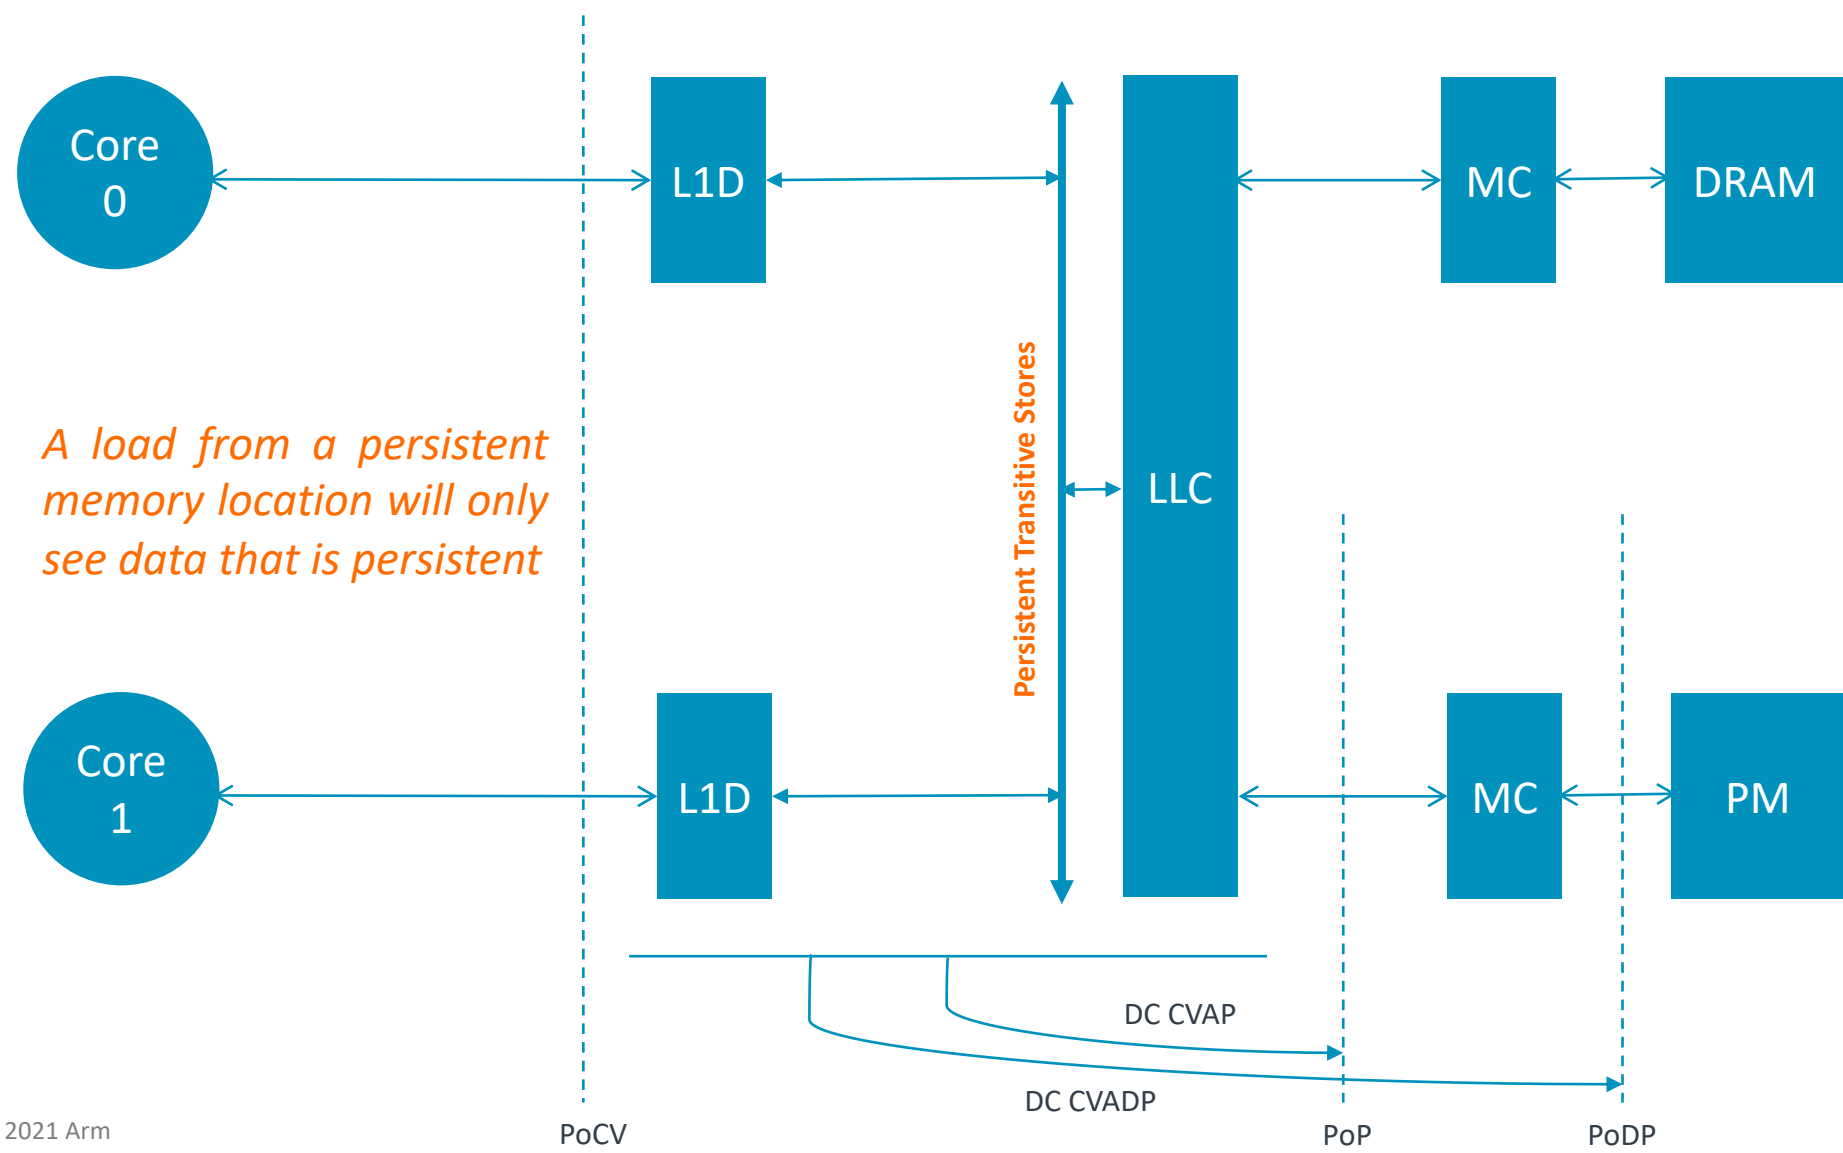 Core
0
L1D
MC
DRAM
Persistent Transitive Stores
A load from a persistent
memory location will only
see data that is persistent
LLC
Core
1
L1D
MC
PM
DC CVAP
DC CVADP
2021 Arm
PoCV
PoP
PoDP